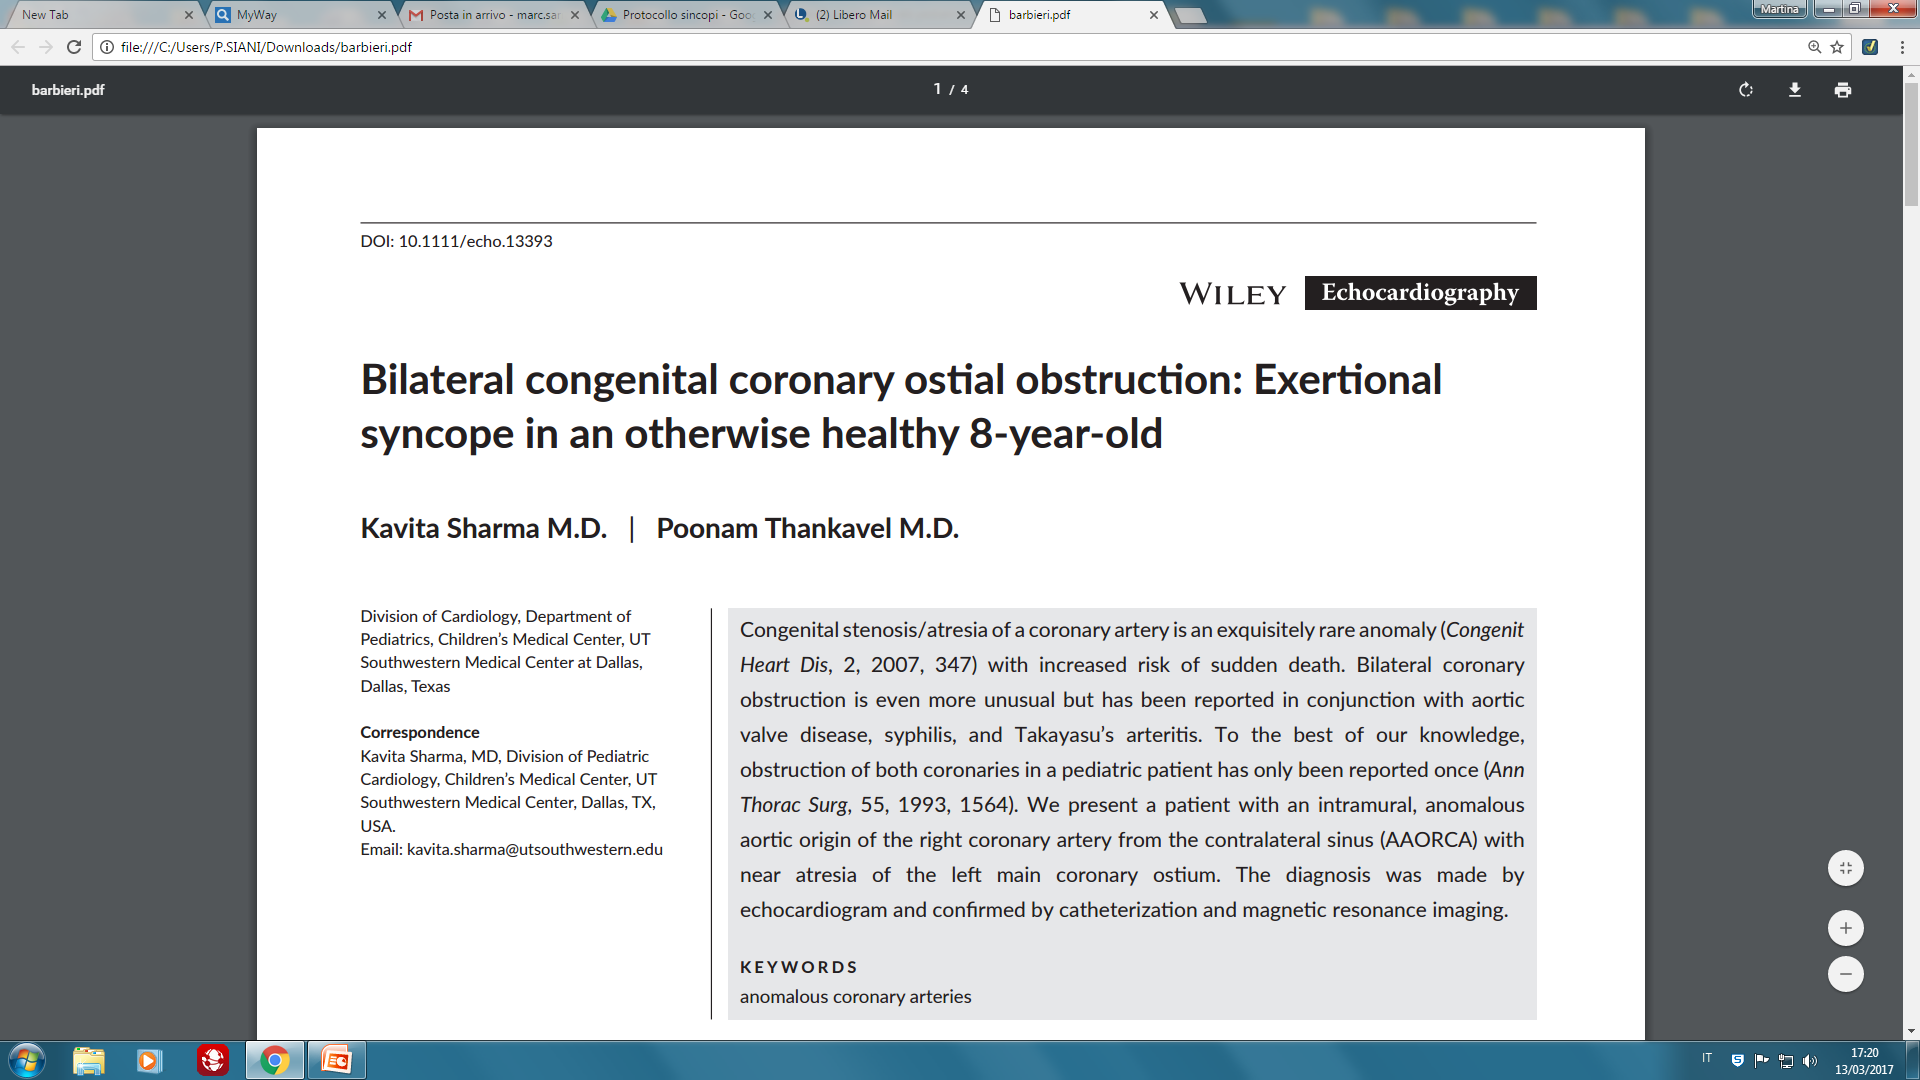 New Tab
MyWay
Posta in arrivo - marc.sa
Protocollo sincopi - Goo
(2) Libero Mail
barbieri.pdf
Martina
file:///C:/Users/P.SIANI/Downloads/barbieri.pdf
barbieri.pdf
1 / 4
DOI: 10.1111/echo.13393
WILEY Echocardiography
Bilateral congenital coronary ostial obstruction: Exertional
syncope in an otherwise healthy 8-year-old
Kavita Sharma M.D. | Poonam Thankavel M.D.
Division of Cardiology, Department of
Pediatrics, Children’s Medical Center, UT
Southwestern Medical Center at Dallas,
Dallas, Texas
Correspondence
Kavita Sharma, MD, Division of Pediatric
Cardiology, Children’s Medical Center, UT
Southwestern Medical Center, Dallas, TX,
USA.
Email: kavita.sharma@utsouthwestern.edu
Congenital stenosis/atresia of a coronary artery is an exquisitely rare anomaly (Congenit
Heart Dis, 2, 2007, 347) with increased risk of sudden death. Bilateral coronary
obstruction is even more unusual but has been reported in conjunction with aortic
valve disease, syphilis, and Takayasu’s arteritis. To the best of our knowledge,
obstruction of both coronaries in a pediatric patient has only been reported once (Ann
Thorac Surg, 55, 1993, 1564). We present a patient with an intramural, anomalous
aortic origin of the right coronary artery from the contralateral sinus (AAORCA) with
near atresia of the left main coronary ostium. The diagnosis was made by
echocardiogram and confirmed by catheterization and magnetic resonance imaging.
KEYWORDS
anomalous coronary arteries
IT
17:20
13/03/2017